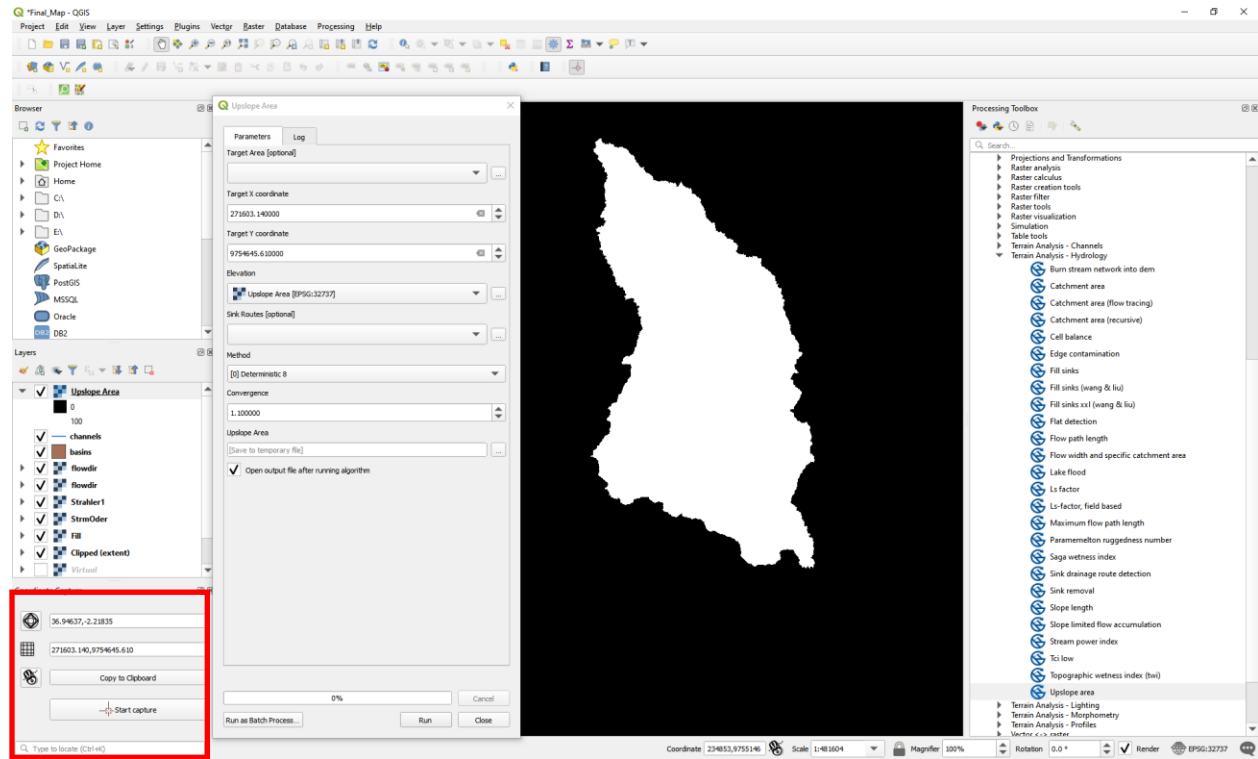 *Final_Map - QGIS
Project Edit View Layer Settings Plugins Vector Raster Database Processing Help
Browser
Favorites
Project Home
Home
C:\
D:\
E:\
GeoPackage
SpatiaLite
PostGIS
MSSQL
Oracle
DB2 DB2
Layers
Upslope Area
0
100
channels
basins
flowdir
flowdir
Strahler1
StrmOder
Fill
Clipped (extent)
Virtual
36.94637,-2.21835
271603.140,9754645.610
Copy to Clipboard
Start capture
Type to locate (Ctrl+K)
Upslope Area
Parameters Log
Target Area [optional]
Target X coordinate
271603.140000
Target Y coordinate
9754645.610000
Elevation
Upslope Area [EPSG:32737]
Sink Routes [optional]
Method
[0] Deterministic 8
Convergence
1.100000
Upslope Area
[Save to temporary file]
Open output file after running algorithm
0% Cancel
Run as Batch Process... Run Close
Processing Toolbox
Search...
Projections and Transformations
Raster analysis
Raster calculus
Raster creation tools
Raster filter
Raster tools
Raster visualization
Simulation
Table tools
Terrain Analysis - Channels
Terrain Analysis - Hydrology
Burn stream network into dem
Catchment area
Catchment area (flow tracing)
Catchment area (recursive)
Cell balance
Edge contamination
Fill sinks
Fill sinks (wang & liu)
Fill sinks xxl (wang & liu)
Flat detection
Flow path length
Flow width and specific catchment area
Lake flood
Ls factor
Ls-factor, field based
Maximum flow path length
Paramemelton ruggedness number
Saga wetness index
Sink drainage route detection
Sink removal
Slope length
Slope limited flow accumulation
Stream power index
Tci low
Topographic wetness index (twi)
Upslope area
Terrain Analysis - Lighting
Terrain Analysis - Morphometry
Terrain Analysis - Profiles
Vector <-> raster
Coordinate 234853,9755146 Scale 1:481604 Magnifier 100% Rotation 0.0 ° Render EPSG:32737